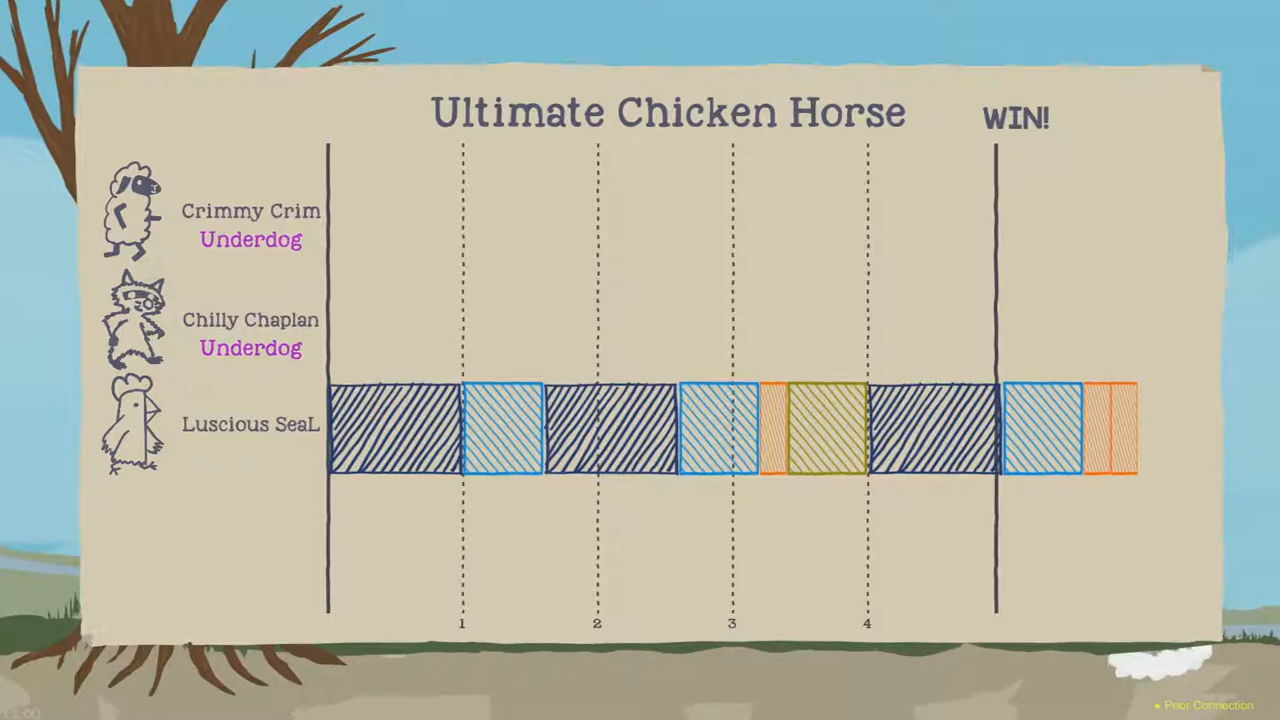 Ultimate Chicken Horse
WIN!
Crimmy Crim
Underdog
Chilly Chaplan
Underdog
Luscious SeaL
1 2 3 4
Poor Connection